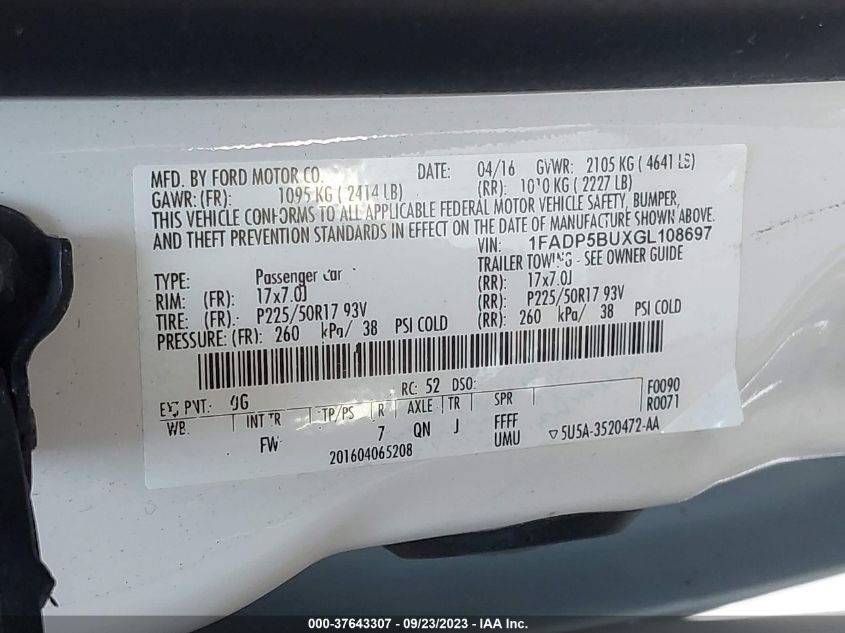 MFD. BY FORD MOTOR CO. DATE: 04/16 GVWR: 2105 KG ( 4641 LB)
GAWR: (FR): 1095 KG ( 2414 LB) (RR): 1010 KG ( 2227 LB)
THIS VEHICLE CONFORMS TO ALL APPLICABLE FEDERAL MOTOR VEHICLE SAFETY, BUMPER,
AND THEFT PREVENTION STANDARDS IN EFFECT ON THE DATE OF MANUFACTURE SHOWN ABOVE.
VIN: 1FADP5BUXGL108697
TYPE: Passenger Car TRAILER TOWING - SEE OWNER GUIDE
RIM: (FR): 17x7.0J (RR): 17x7.0J
TIRE: (FR): P225/50R17 93V (RR): P225/50R17 93V
PRESSURE: (FR): 260 kPa/ 38 PSI COLD (RR): 260 kPa/ 38 PSI COLD
RC: 52 DSO: F0090
EXT PVT: R0071
WB INT TR TP/PS R AXLE TR SPR
FW 7 QN J FFFF
UMU
201604065208 5U5A-3520472-AA
000-37643307 - 09/23/2023 - IAA Inc.